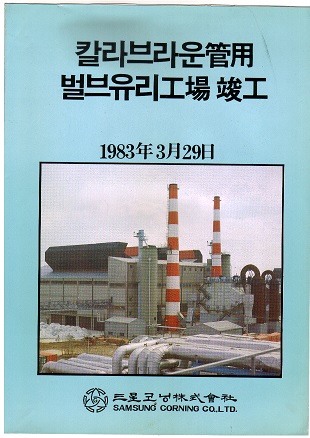 칼라브라운管用
벌브유리工場 竣工
1983年 3月 29日
三星코닝株式會社
SAMSUNG CORNING CO.,LTD.